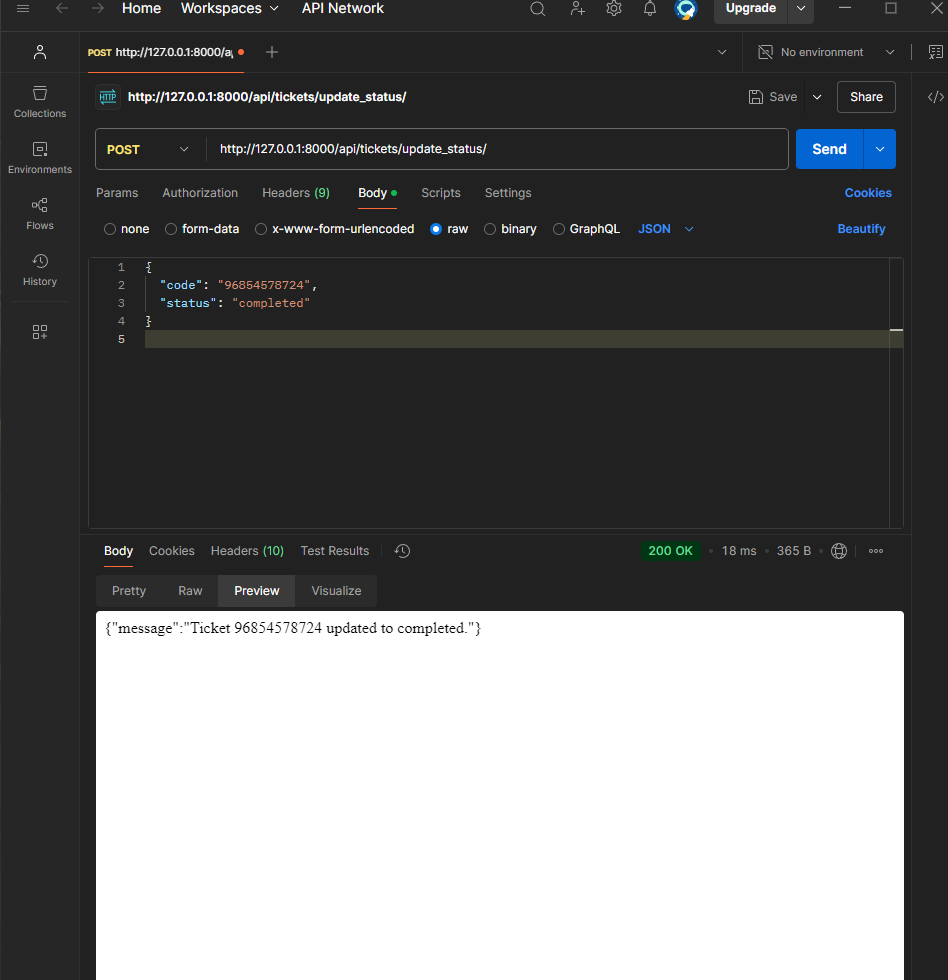 Home Workspaces API Network Upgrade
POST http://127.0.0.1:8000/a No environment
HTTP http://127.0.0.1:8000/api/tickets/update_status/ Save Share
Collections
Environments
Flows
History
POST http://127.0.0.1:8000/api/tickets/update_status/ Send
Params Authorization Headers (9) Body Scripts Settings Cookies
none form-data x-www-form-urlencoded raw binary GraphQL JSON Beautify
1 {
2 "code": "96854578724",
3 "status": "completed"
4 }
5
Body Cookies Headers (10) Test Results 200 OK • 18 ms • 365 B •
Pretty Raw Preview Visualize
{"message":"Ticket 96854578724 updated to completed."}